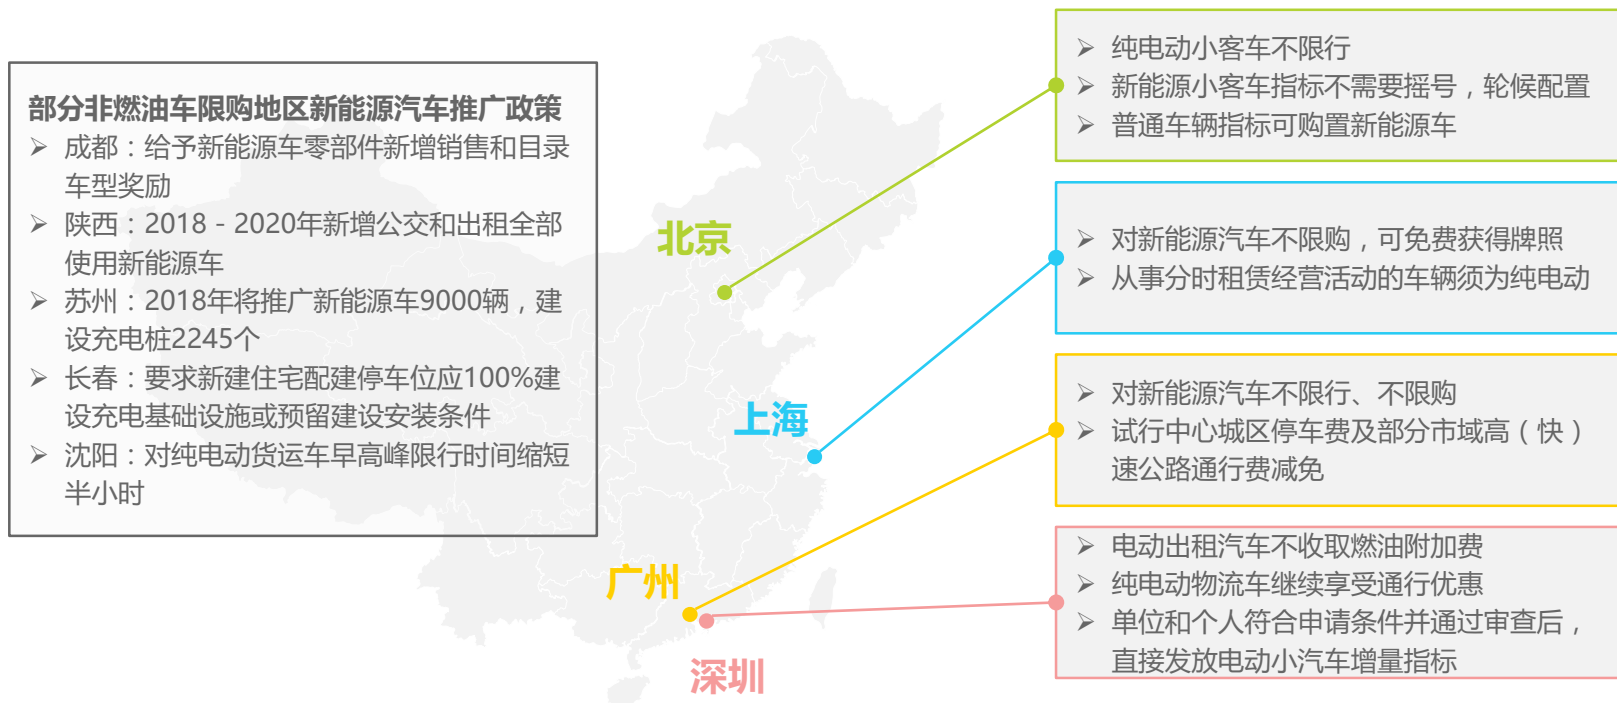 部分非燃油车限购地区新能源汽车推广政策
➢ 成都：给予新能源车零部件新增销售和目录
车型奖励
➢ 陕西：2018 - 2020年新增公交和出租全部
使用新能源车
➢ 苏州：2018年将推广新能源车9000辆，建
设充电桩2245个
➢ 长春：要求新建住宅配建停车位应100%建
设充电基础设施或预留建设安装条件
➢ 沈阳：对纯电动货运车早高峰限行时间缩短
半小时
北京
上海
广州
深圳
➢ 纯电动小客车不限行
➢ 新能源小客车指标不需要摇号，轮候配置
➢ 普通车辆指标可购置新能源车
➢ 对新能源汽车不限购，可免费获得牌照
➢ 从事分时租赁经营活动的车辆须为纯电动
➢ 对新能源汽车不限行、不限购
➢ 试行中心城区停车费及部分市域高（快）
速公路通行费减免
➢ 电动出租汽车不收取燃油附加费
➢ 纯电动物流车继续享受通行优惠
➢ 单位和个人符合申请条件并通过审查后，
直接发放电动小汽车增量指标